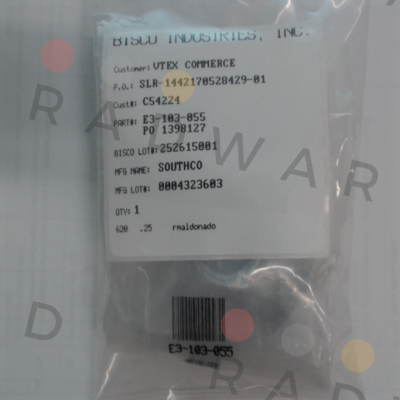 BISCO INDUSTRIES, INC.
Customer: VTEX COMMERCE
P.O.: SLR-1442170528429-01
Cust#: C54224
PART#: E3-103-055
PO 1398127
BISCO LOT#: 252615001
MFG NAME: SOUTHCO
MFG LOT#: 0004323603
QTY: 1
620 .25 rmaldonado
E3-103-055